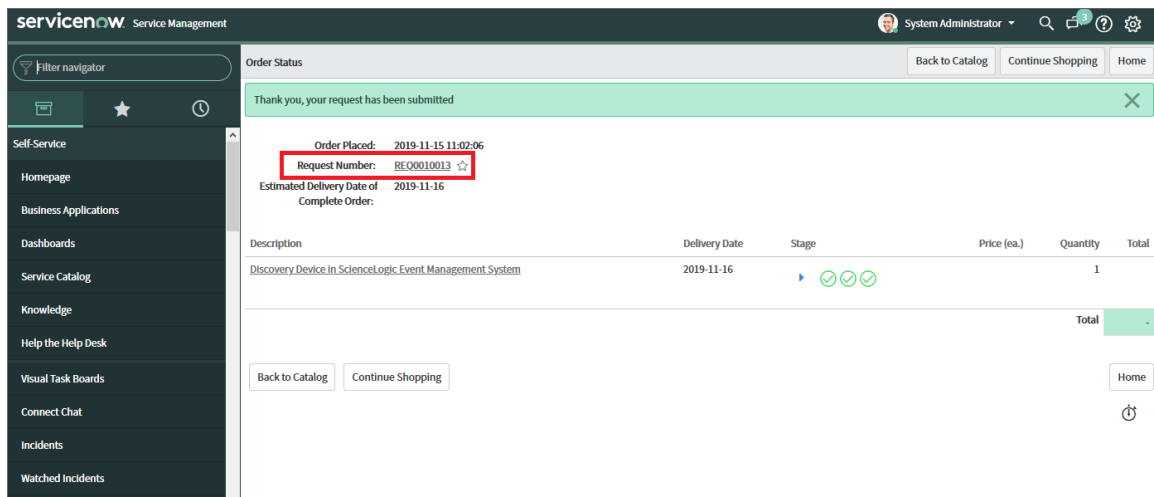 servicenow Service Management
System Administrator
3
Filter navigator
Order Status
Back to Catalog
Continue Shopping
Home
Thank you, your request has been submitted
Self-Service
Homepage
Business Applications
Dashboards
Service Catalog
Knowledge
Help the Help Desk
Visual Task Boards
Connect Chat
Incidents
Watched Incidents
Order Placed: 2019-11-15 11:02:06
Request Number: REQ0010013
Estimated Delivery Date of 2019-11-16
Complete Order:
Description Delivery Date Stage Price (ea.) Quantity Total
Discovery Device in ScienceLogic Event Management System 2019-11-16 1
Total -
Back to Catalog
Continue Shopping
Home